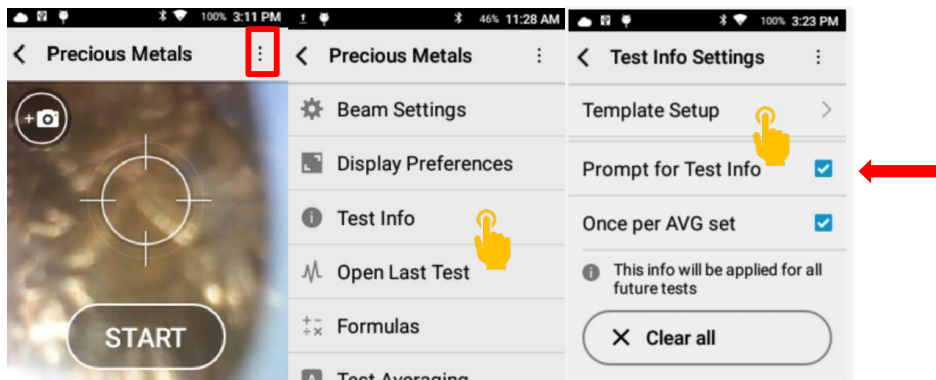 100% 3:11 PM
Precious Metals
START
46% 11:28 AM
Precious Metals
Beam Settings
Display Preferences
Test Info
Open Last Test
Formulas
Test Averaging
100% 3:23 PM
Test Info Settings
Template Setup
Prompt for Test Info
Once per AVG set
This info will be applied for all
future tests
Clear all